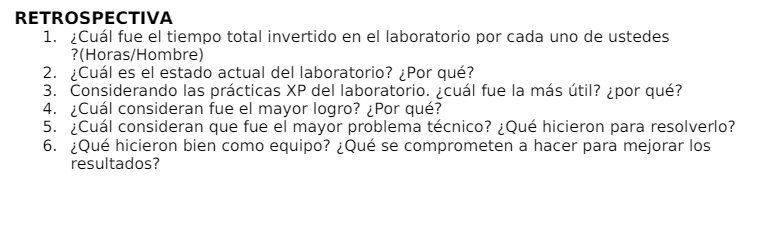 RETROSPECTIVA
1. ¿Cuál fue el tiempo total invertido en el laboratorio por cada uno de ustedes
?(Horas/Hombre)
2. ¿Cuál es el estado actual del laboratorio? ¿Por qué?
3. Considerando las prácticas XP del laboratorio. ¿cuál fue la más útil? ¿por qué?
4. ¿Cuál consideran fue el mayor logro? ¿Por qué?
5. ¿Cuál consideran que fue el mayor problema técnico? ¿Qué hicieron para resolverlo?
6. ¿Qué hicieron bien como equipo? ¿Qué se comprometen a hacer para mejorar los
resultados?